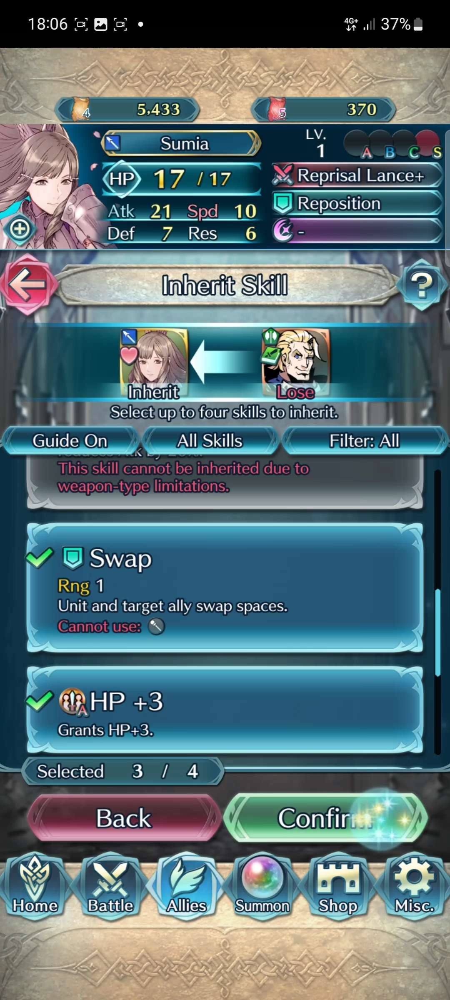 18:06
4G+ 37%
4 5,433
5 370
Sumia
LV.
1
A B C S
HP 17 / 17
Reprisal Lance+
Atk 21 Spd 10
Reposition
Def 7 Res 6
-
Inherit Skill
?
Inherit
Lose
Select up to four skills to inherit.
Guide On
All Skills
Filter: All
This skill cannot be inherited due to
weapon-type limitations.
Swap
Rng 1
Unit and target ally swap spaces.
Cannot use:
A HP +3
Grants HP+3.
Selected 3 / 4
Back
Confirm
Home
Battle
Allies
Summon
Shop
Misc.